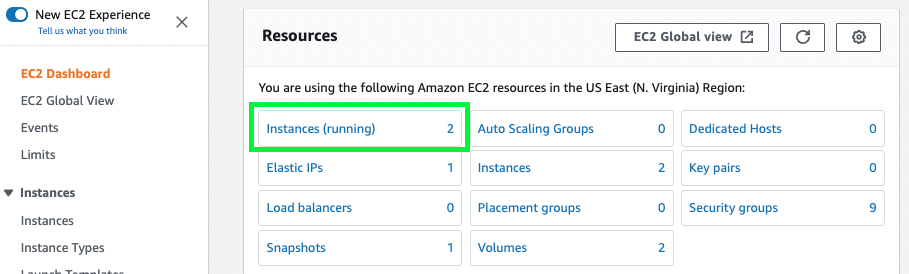 New EC2 Experience
Tell us what you think
EC2 Dashboard
EC2 Global View
Events
Limits
Instances
Instances
Instance Types
Launch Templates
Resources
EC2 Global view
You are using the following Amazon EC2 resources in the US East (N. Virginia) Region:
Instances (running) 2 Auto Scaling Groups 0 Dedicated Hosts 0
Elastic IPs 1 Instances 2 Key pairs 0
Load balancers 0 Placement groups 0 Security groups 9
Snapshots 1 Volumes 2